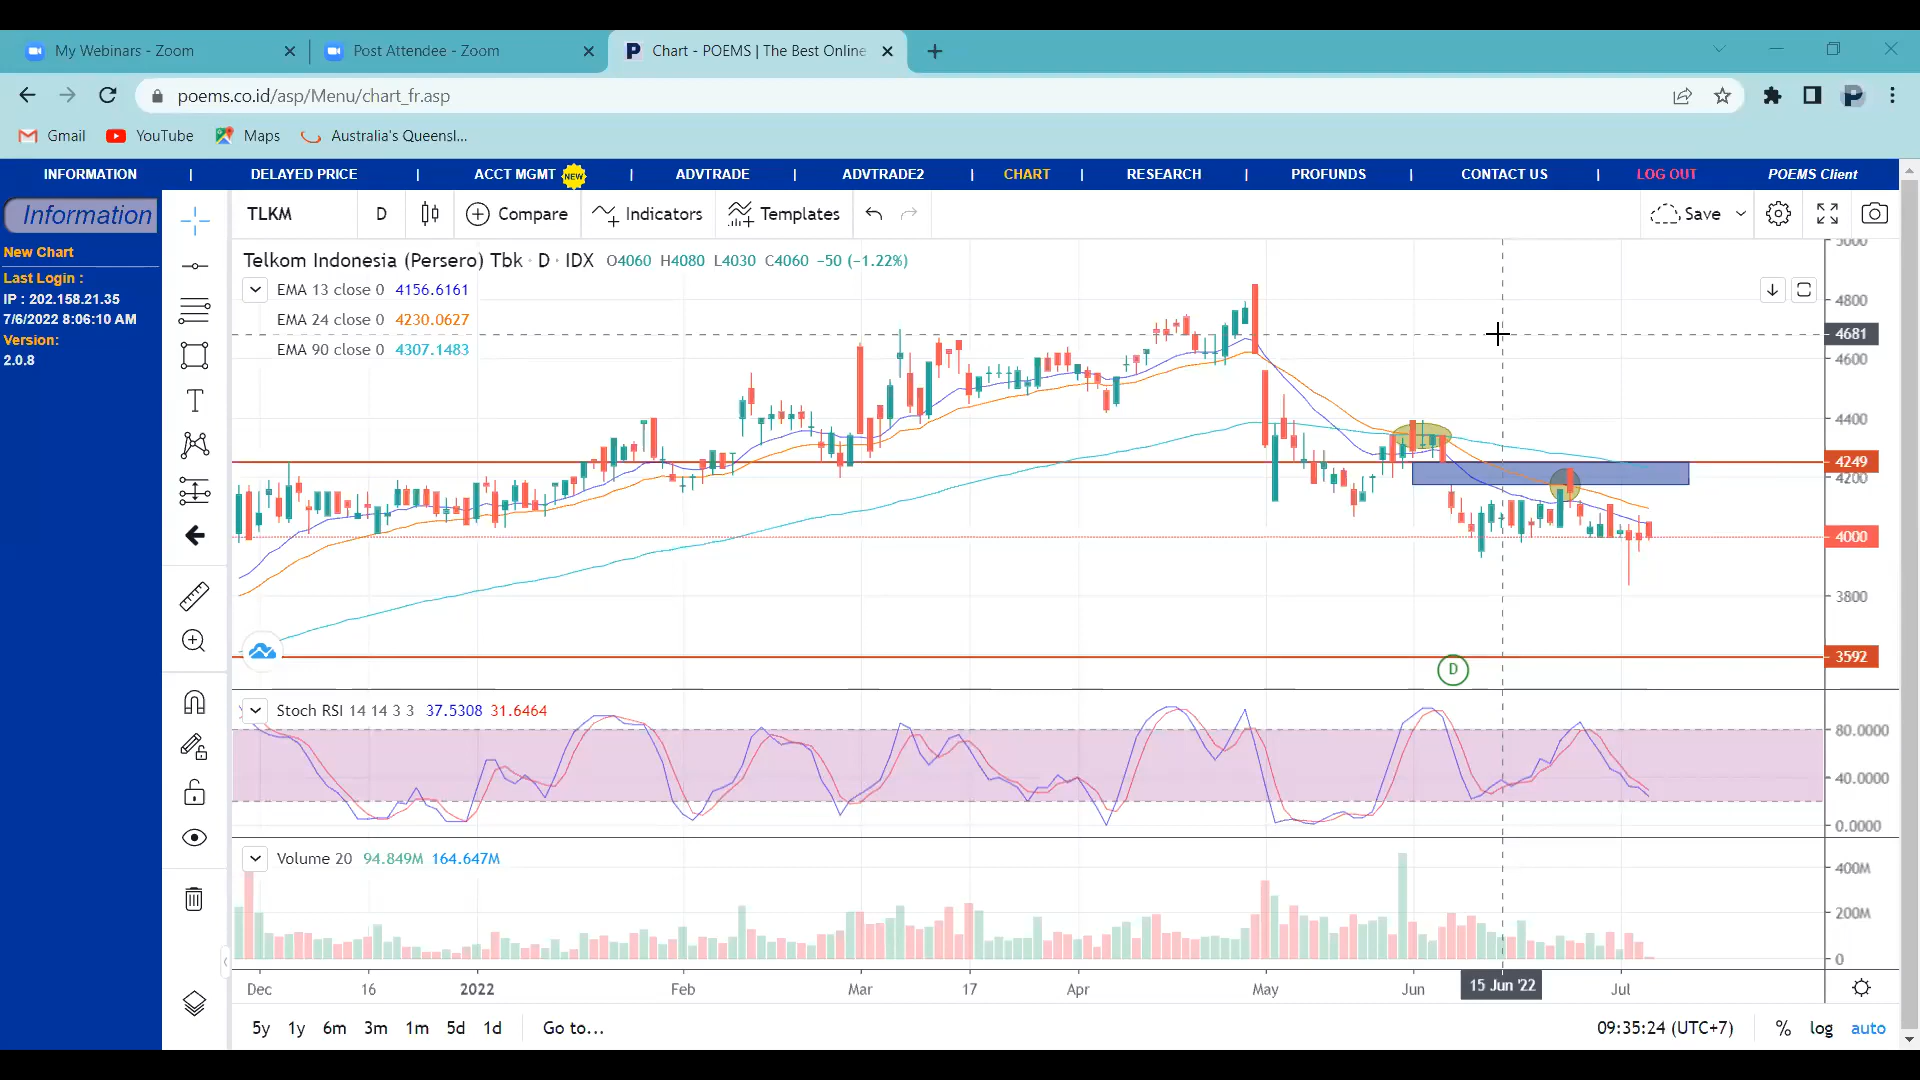 My Webinars - Zoom
Post Attendee - Zoom
P Chart - POEMS | The Best Online
poems.co.id/asp/Menu/chart_fr.asp
Gmail YouTube Maps Australia's Queensl...
INFORMATION | DELAYED PRICE | ACCT MGMT NEW | ADVTRADE | ADVTRADE2 | CHART | RESEARCH | PROFUNDS | CONTACT US | LOG OUT POEMS Client
Information
New Chart
Last Login :
IP : 202.158.21.35
7/6/2022 8:06:10 AM
Version:
2.0.8
TLKM D Compare Indicators Templates Save
Telkom Indonesia (Persero) Tbk · D · IDX O4060 H4080 L4030 C4060 −50 (−1.22%)
EMA 13 close 0 4156.6161
EMA 24 close 0 4230.0627
EMA 90 close 0 4307.1483
5000
4800
4681
4600
4400
4249
4200
4000
3800
3592
D
Stoch RSI 14 14 3 3 37.5308 31.6464
80.0000
40.0000
0.0000
Volume 20 94.849M 164.647M
400M
200M
0
Dec 16 2022 Feb Mar 17 Apr May Jun 15 Jun '22 Jul
5y 1y 6m 3m 1m 5d 1d Go to... 09:35:24 (UTC+7) % log auto